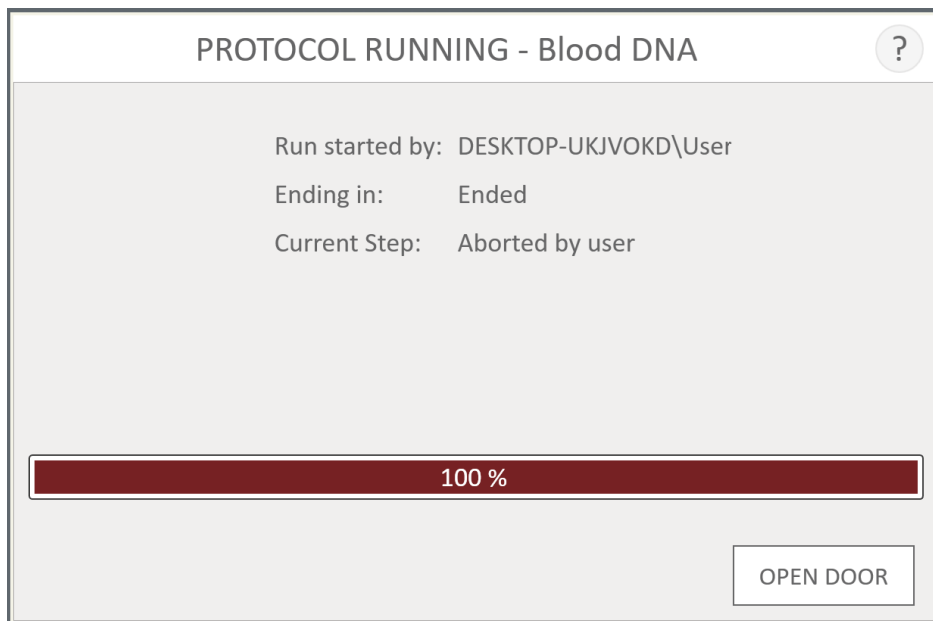 PROTOCOL RUNNING - Blood DNA
?
Run started by: DESKTOP-UKJVOKD\User
Ending in: Ended
Current Step: Aborted by user
100 %
OPEN DOOR